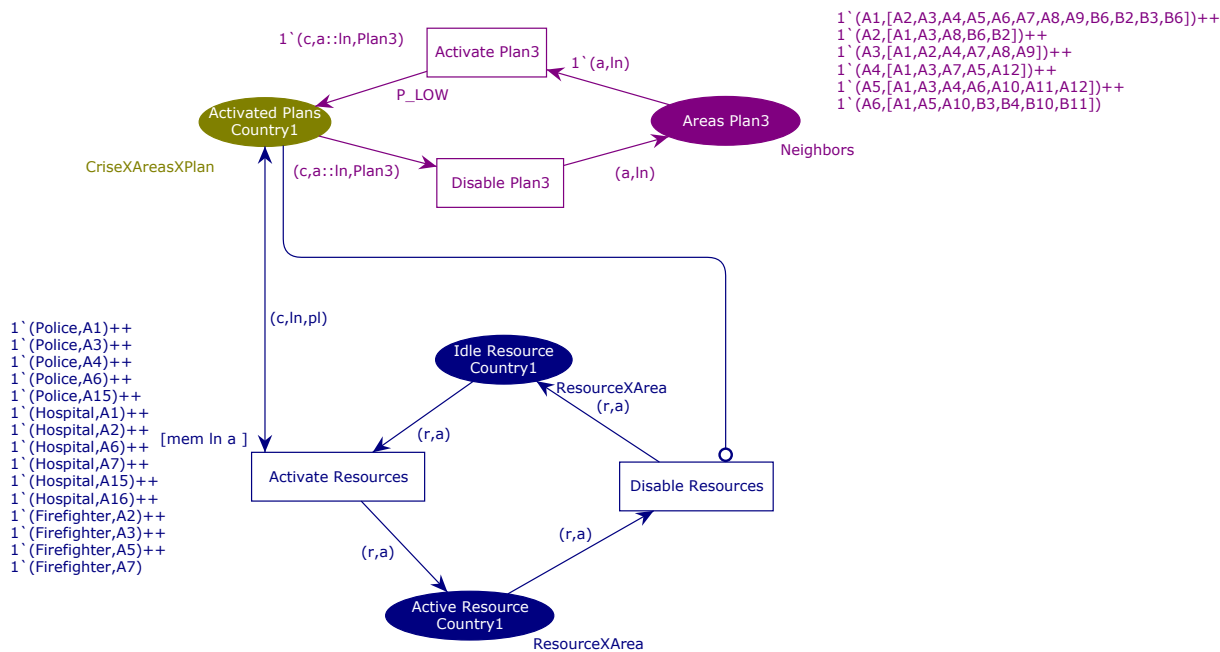 1`(A1,[A2,A3,A4,A5,A6,A7,A8,A9,B6,B2,B3,B6])++
1`(A2,[A1,A3,A8,B6,B2])++
1`(A3,[A1,A2,A4,A7,A8,A9])++
1`(A4,[A1,A3,A7,A5,A12])++
1`(A5,[A1,A3,A4,A6,A10,A11,A12])++
1`(A6,[A1,A5,A10,B3,B4,B10,B11])
1`(c,a::ln,Plan3)
Activate Plan3
1`(a,ln)
P_LOW
Activated Plans
Country1
Areas Plan3
Neighbors
CriseXAreasXPlan
(c,a::ln,Plan3)
Disable Plan3
(a,ln)
(c,ln,pl)
1`(Police,A1)++
1`(Police,A3)++
1`(Police,A4)++
1`(Police,A6)++
1`(Police,A15)++
1`(Hospital,A1)++
1`(Hospital,A2)++
1`(Hospital,A6)++
1`(Hospital,A7)++
1`(Hospital,A15)++
1`(Hospital,A16)++
1`(Firefighter,A2)++
1`(Firefighter,A3)++
1`(Firefighter,A5)++
1`(Firefighter,A7)
Idle Resource
Country1
ResourceXArea
(r,a)
(r,a)
[mem ln a ]
Activate Resources
Disable Resources
(r,a)
(r,a)
Active Resource
Country1
ResourceXArea